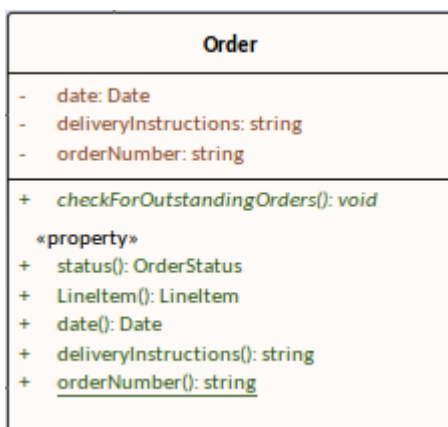 Order
- date: Date
- deliveryInstructions: string
- orderNumber: string
+ checkForOutstandingOrders(): void
«property»
+ status(): OrderStatus
+ LineItem(): LineItem
+ date(): Date
+ deliveryInstructions(): string
+ orderNumber(): string